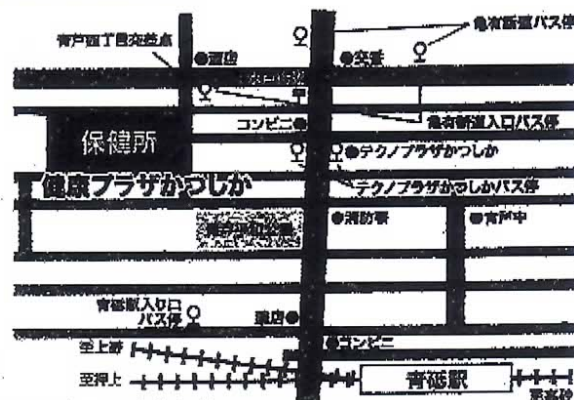 亀有新道バス停
青戸四丁目交差点
●酒店
●交番
コンビニ●
亀有新道入口バス停
保健所
●テクノプラザかつしか
健康プラザかつしか
テクノプラザかつしかバス停
●消防署
●青戸中
青砥駅入り口
バス停
薬店●
●コンビニ
至上野
至押上
青砥駅
至高砂